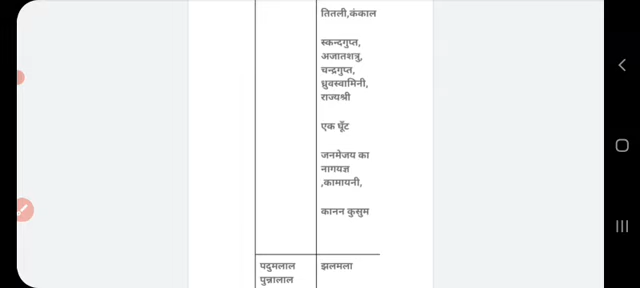 तितली,कंकाल
स्कन्दगुप्त,
अजातशत्रु,
चन्द्रगुप्त,
ध्रुवस्वामिनी,
राज्यश्री
एक घूँट
जनमेजय का
नागयज्ञ
,कामायनी,
कानन कुसुम
पदुमलाल
पुन्नालाल
झलमला